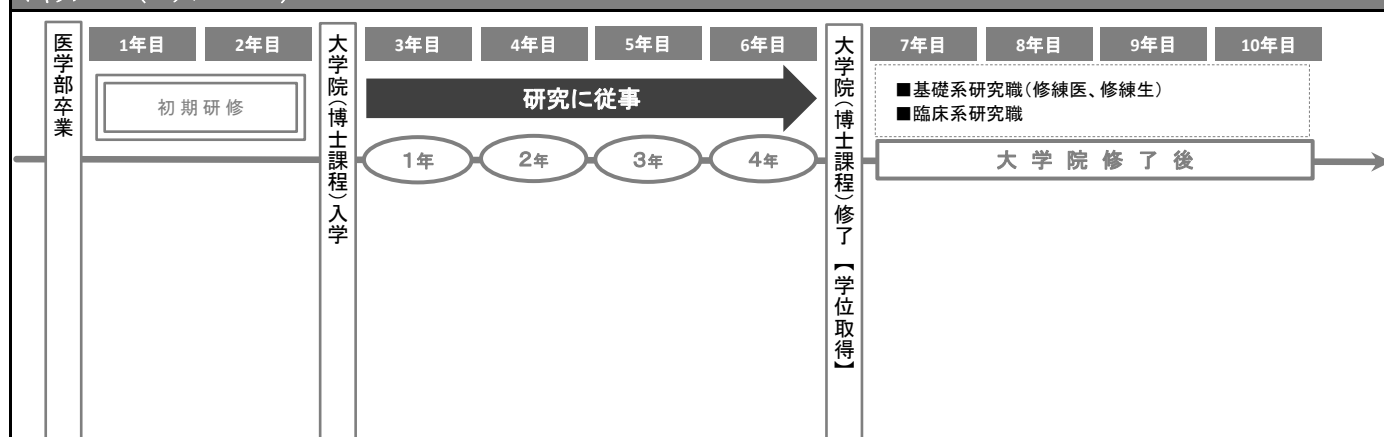 医学部卒業
1年目
2年目
初期研修
大学院（博士課程）入学
3年目
4年目
5年目
6年目
研究に従事
1年
2年
3年
4年
大学院（博士課程）修了 【学位取得】
7年目
8年目
9年目
10年目
■基礎系研究職（修練医、修練生）
■臨床系研究職
大学院修了後